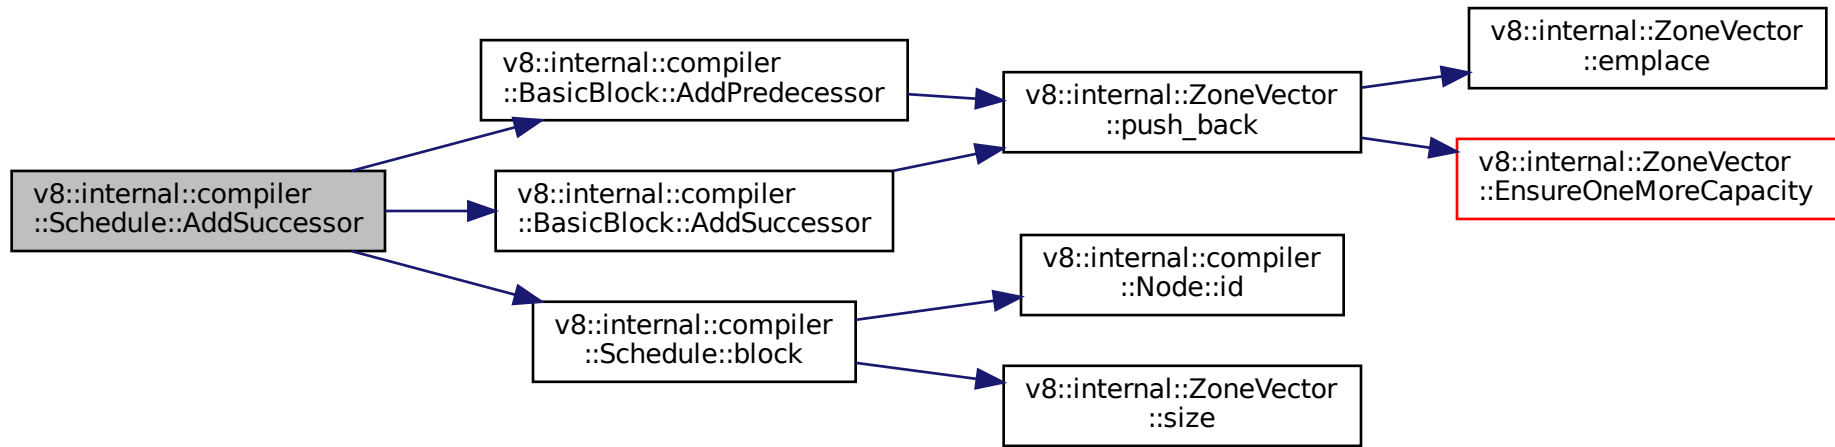 v8::internal::compiler
::Schedule::AddSuccessor
v8::internal::compiler
::BasicBlock::AddPredecessor
v8::internal::compiler
::BasicBlock::AddSuccessor
v8::internal::compiler
::Schedule::block
v8::internal::ZoneVector
::push_back
v8::internal::compiler
::Node::id
v8::internal::ZoneVector
::size
v8::internal::ZoneVector
::emplace
v8::internal::ZoneVector
::EnsureOneMoreCapacity